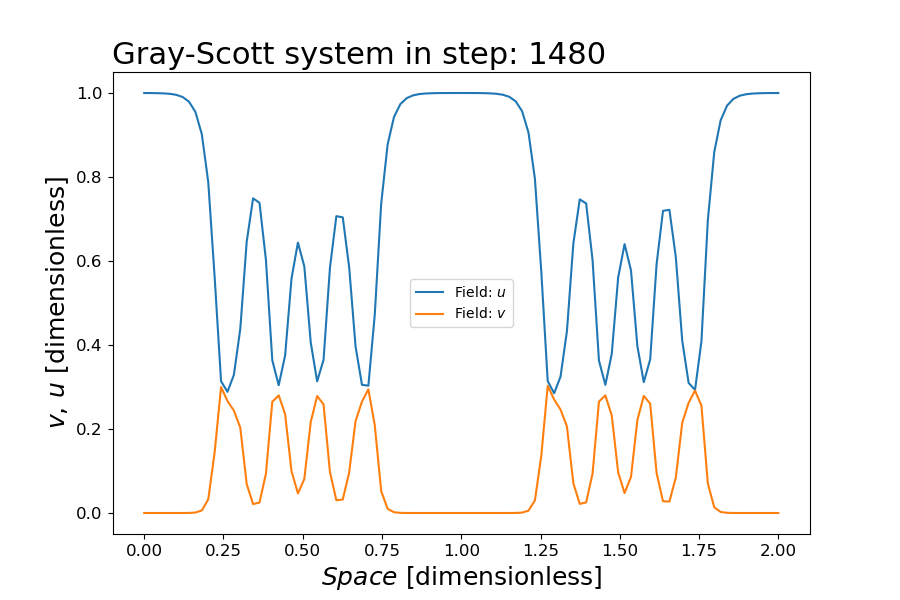 Gray-Scott system in step: 1480
1.0
0.8
0.6
0.4
0.2
0.0
v, u [dimensionless]
Field: u
Field: v
0.00 0.25 0.50 0.75 1.00 1.25 1.50 1.75 2.00
Space [dimensionless]